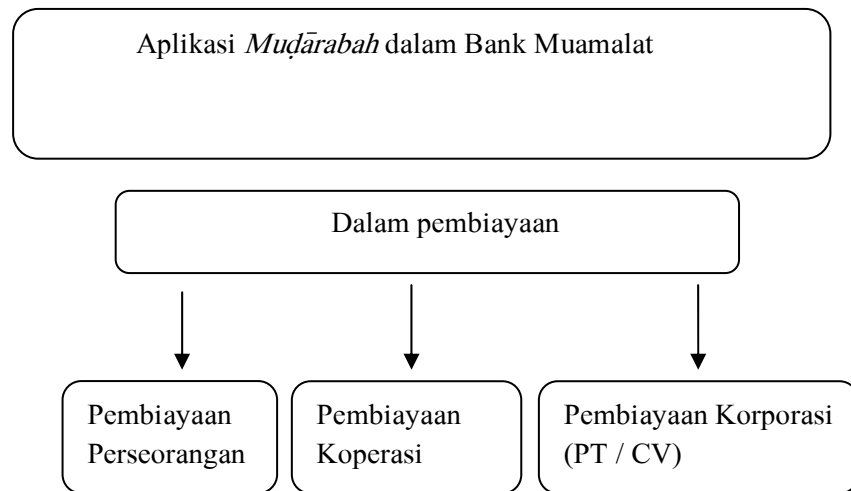 Aplikasi Muḍārabah dalam Bank Muamalat
Dalam pembiayaan
Pembiayaan
Perseorangan
Pembiayaan
Koperasi
Pembiayaan Korporasi
(PT / CV)